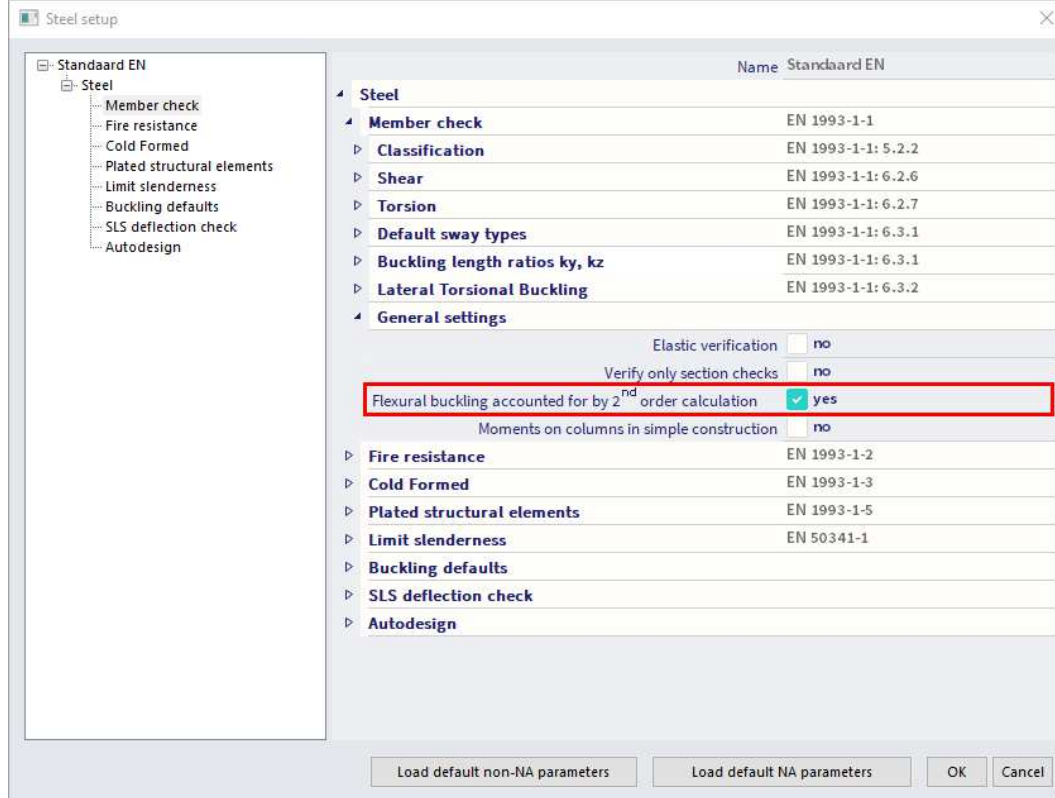 Steel setup
Standaard EN
Steel
Member check
Fire resistance
Cold Formed
Plated structural elements
Limit slenderness
Buckling defaults
SLS deflection check
Autodesign
Name Standaard EN
Steel
Member check EN 1993-1-1
Classification EN 1993-1-1: 5.2.2
Shear EN 1993-1-1: 6.2.6
Torsion EN 1993-1-1: 6.2.7
Default sway types EN 1993-1-1: 6.3.1
Buckling length ratios ky, kz EN 1993-1-1: 6.3.1
Lateral Torsional Buckling EN 1993-1-1: 6.3.2
General settings
Elastic verification no
Verify only section checks no
Flexural buckling accounted for by 2nd order calculation yes
Moments on columns in simple construction no
Fire resistance EN 1993-1-2
Cold Formed EN 1993-1-3
Plated structural elements EN 1993-1-5
Limit slenderness EN 50341-1
Buckling defaults
SLS deflection check
Autodesign
Load default non-NA parameters Load default NA parameters OK Cancel